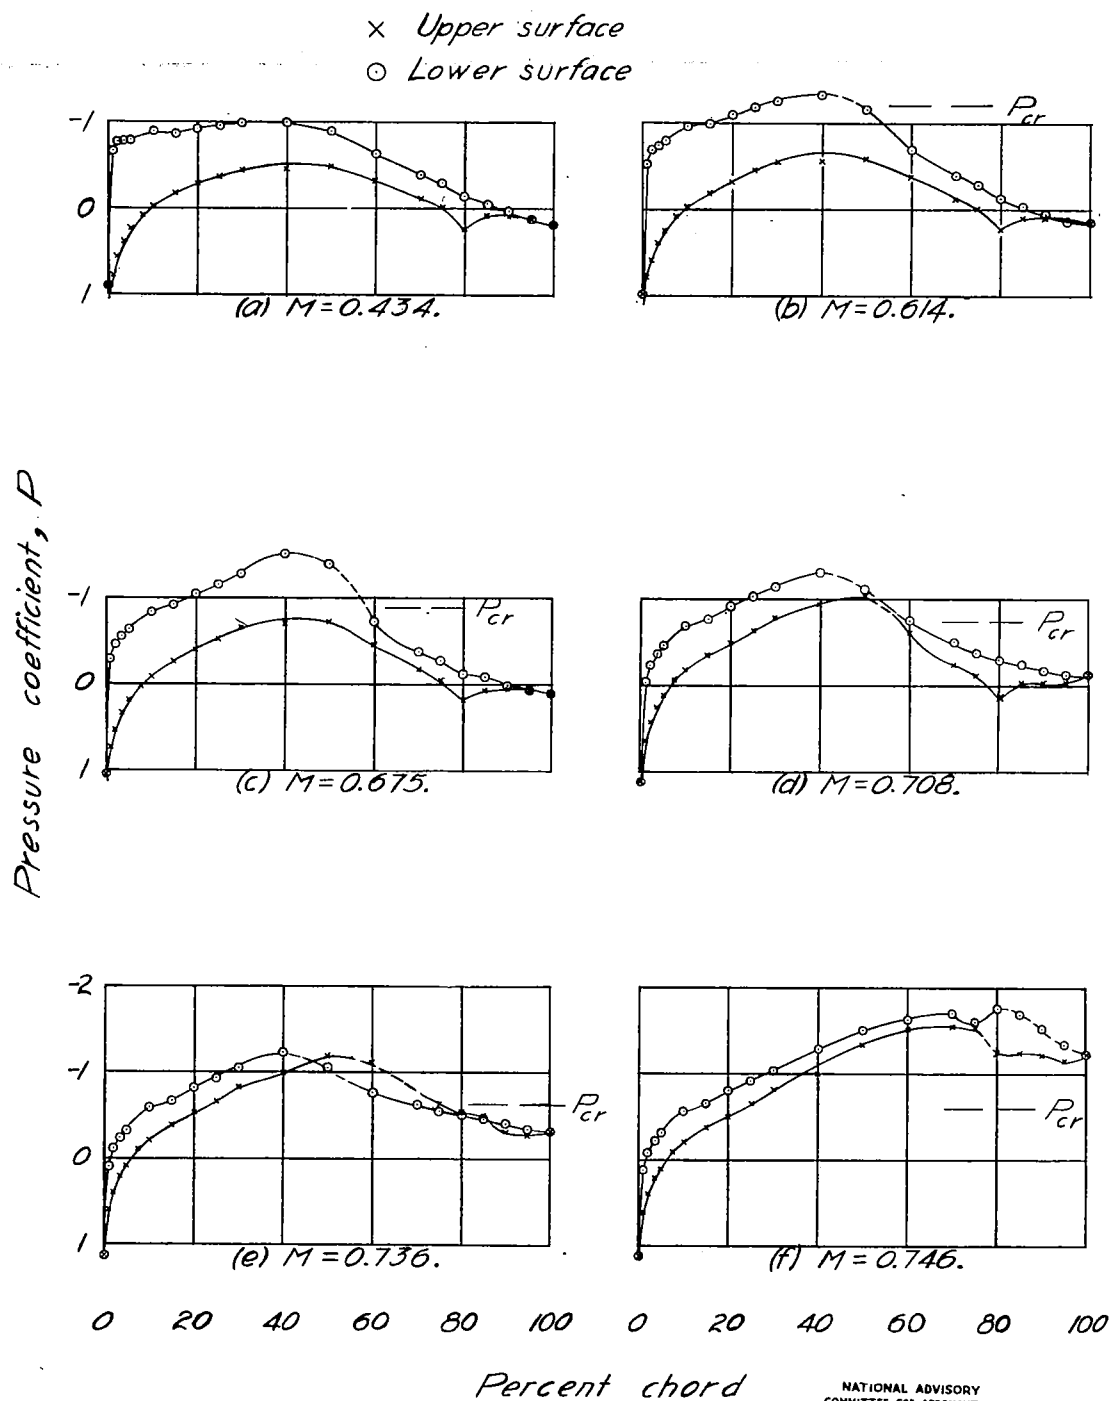 × Upper surface
⊙ Lower surface
-1
0
1
P_cr
(a) M=0.434.
(b) M=0.614.
Pressure coefficient, P
-1
0
1
P_cr
P_cr
(c) M=0.675.
(d) M=0.708.
-2
-1
0
1
P_cr
P_cr
(e) M=0.736.
(f) M=0.746.
0 20 40 60 80 100 0 20 40 60 80 100
Percent chord
NATIONAL ADVISORY